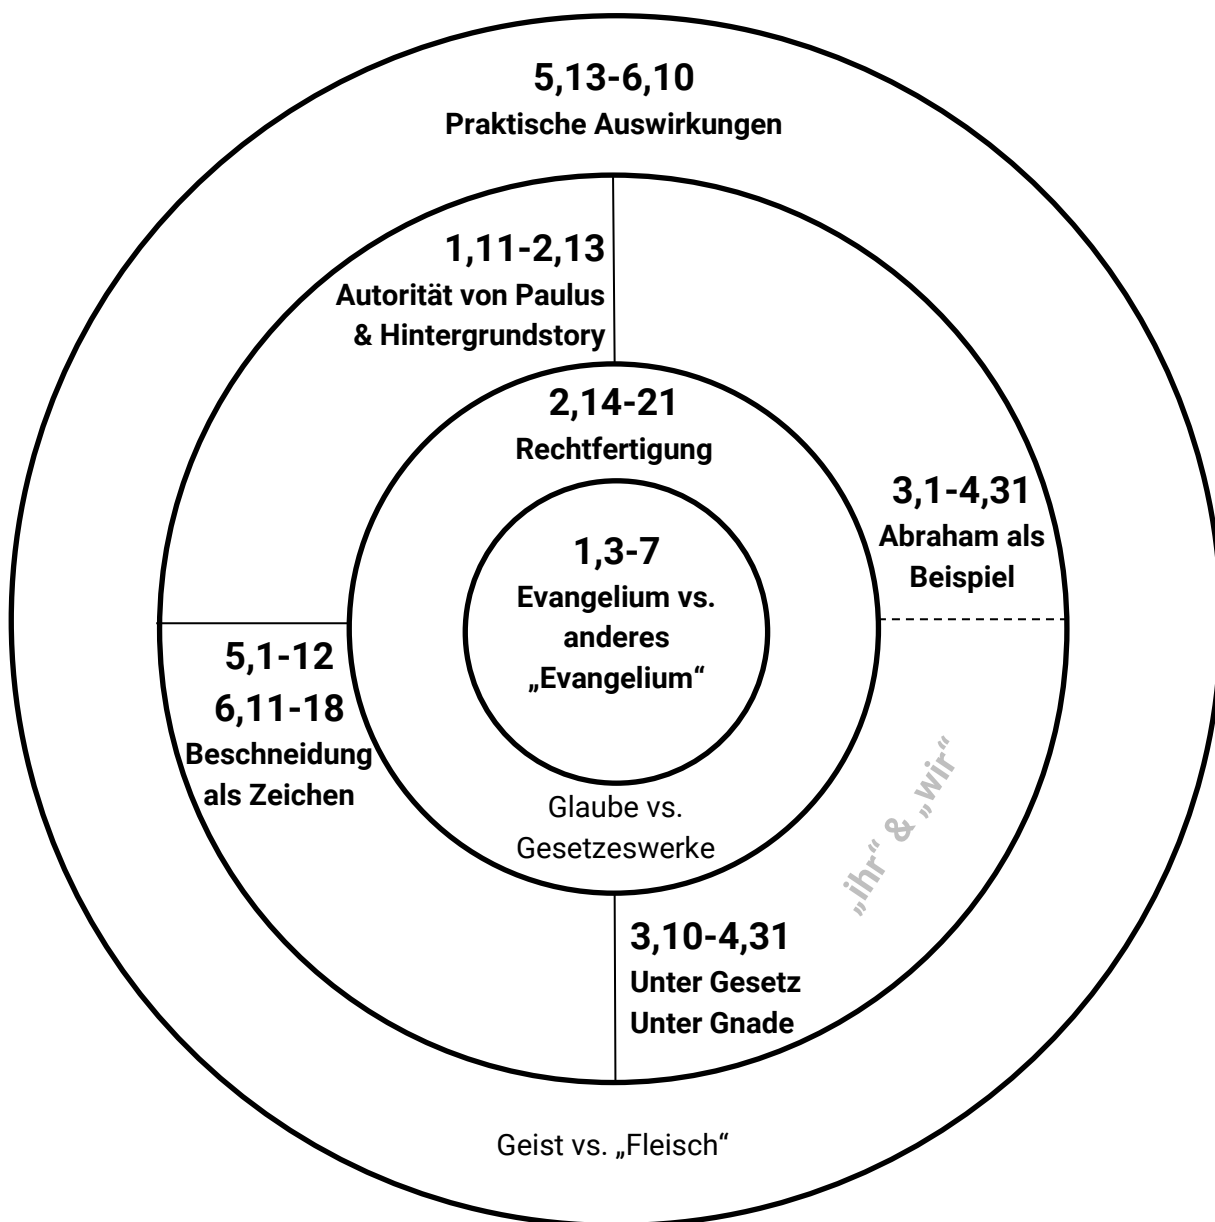 5,13-6,10
Praktische Auswirkungen
1,11-2,13
Autorität von Paulus
& Hintergrundstory
2,14-21
Rechtfertigung
3,1-4,31
Abraham als
Beispiel
1,3-7
Evangelium vs.
anderes
„Evangelium“
5,1-12
6,11-18
Beschneidung
als Zeichen
„ihr“ & „wir“
Glaube vs.
Gesetzeswerke
3,10-4,31
Unter Gesetz
Unter Gnade
Geist vs. „Fleisch“